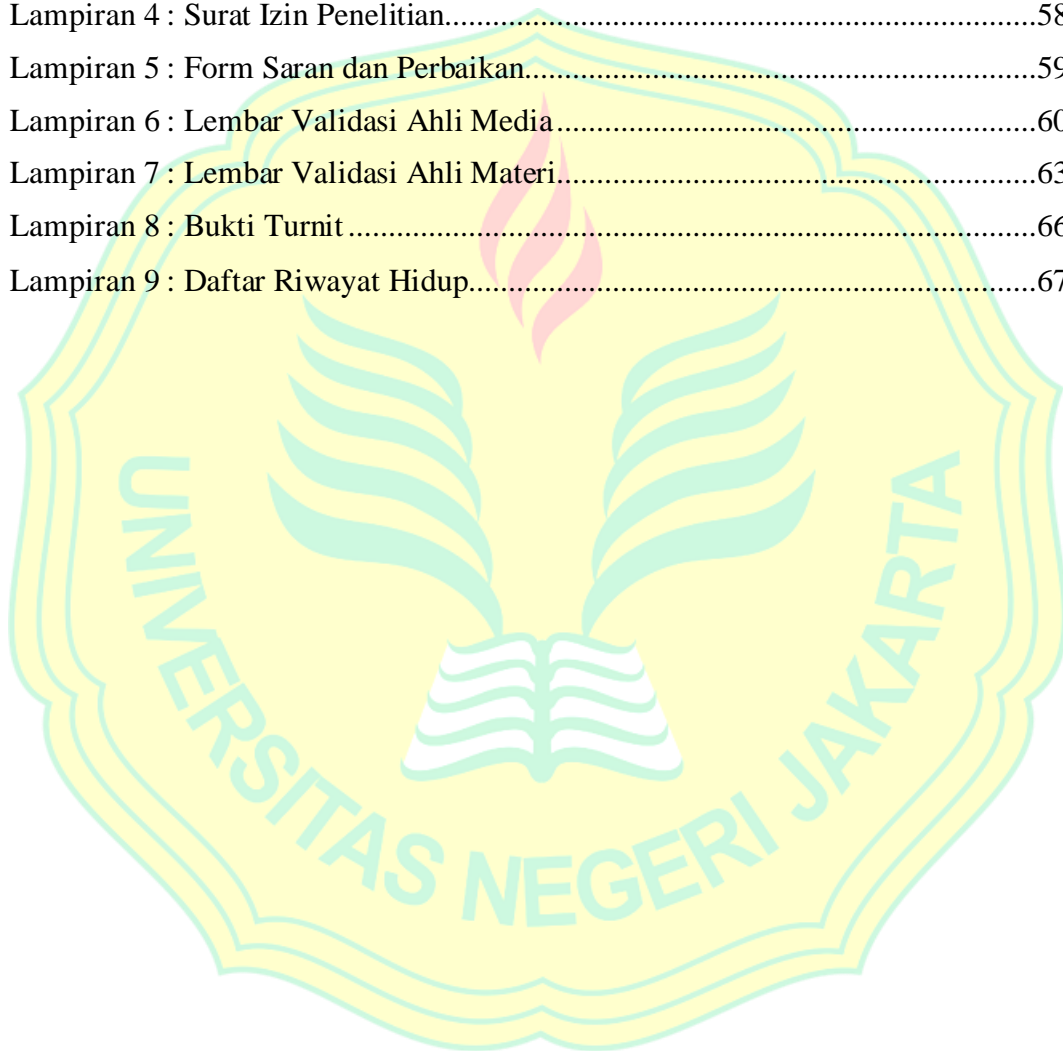 Lampiran 4 : Surat Izin Penelitian.....................................................................58
Lampiran 5 : Form Saran dan Perbaikan..............................................................59
Lampiran 6 : Lembar Validasi Ahli Media..........................................................60
Lampiran 7 : Lembar Validasi Ahli Materi..........................................................63
Lampiran 8 : Bukti Turnit....................................................................................66
Lampiran 9 : Daftar Riwayat Hidup.....................................................................67
UNIVERSITAS NEGERI JAKARTA